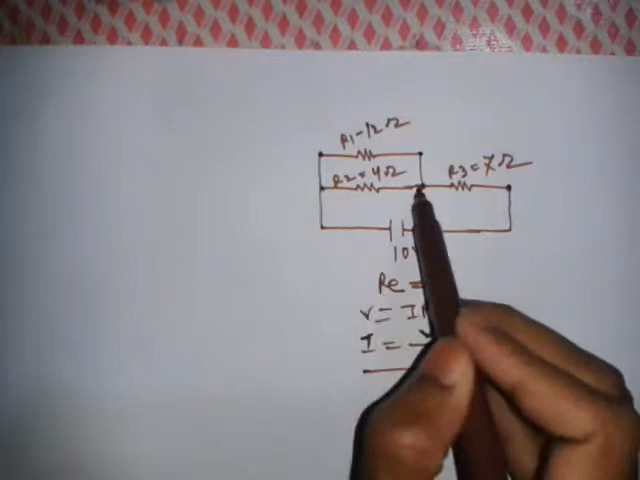 R1-12Ω
R2=4Ω
R3=7Ω
10
Re =
V= I
I =